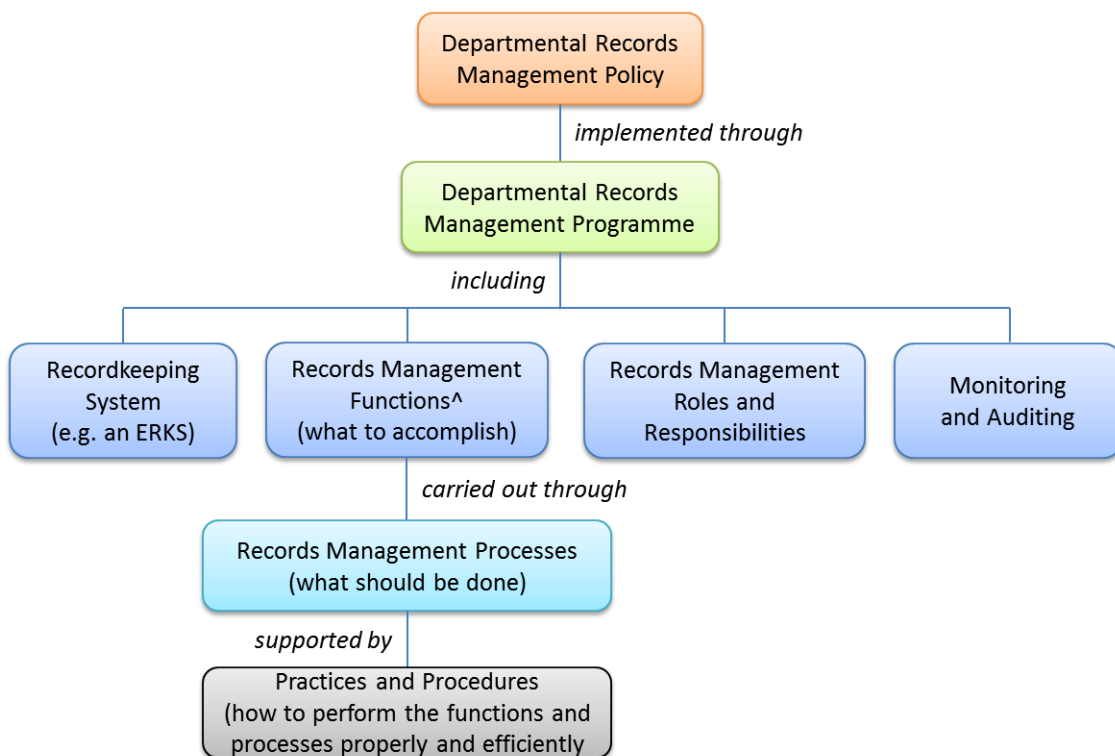 Departmental Records
Management Policy
implemented through
Departmental Records
Management Programme
including
Recordkeeping
System
(e.g. an ERKS)
Records Management
Functions^
(what to accomplish)
Records Management
Roles and
Responsibilities
Monitoring
and Auditing
carried out through
Records Management Processes
(what should be done)
supported by
Practices and Procedures
(how to perform the functions and
processes properly and efficiently